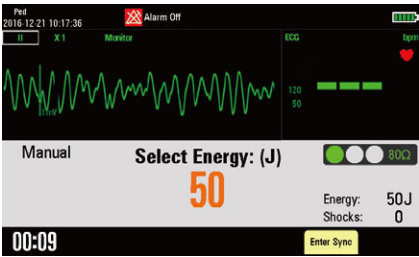 Ped
2016 12 21 10:17:36
Alarm Off
II X 1 Monitor
ECG bpm
120
50
1mV
Manual
Select Energy: (J)
50
80Ω
Energy: 50J
Shocks: 0
00:09
Enter Sync